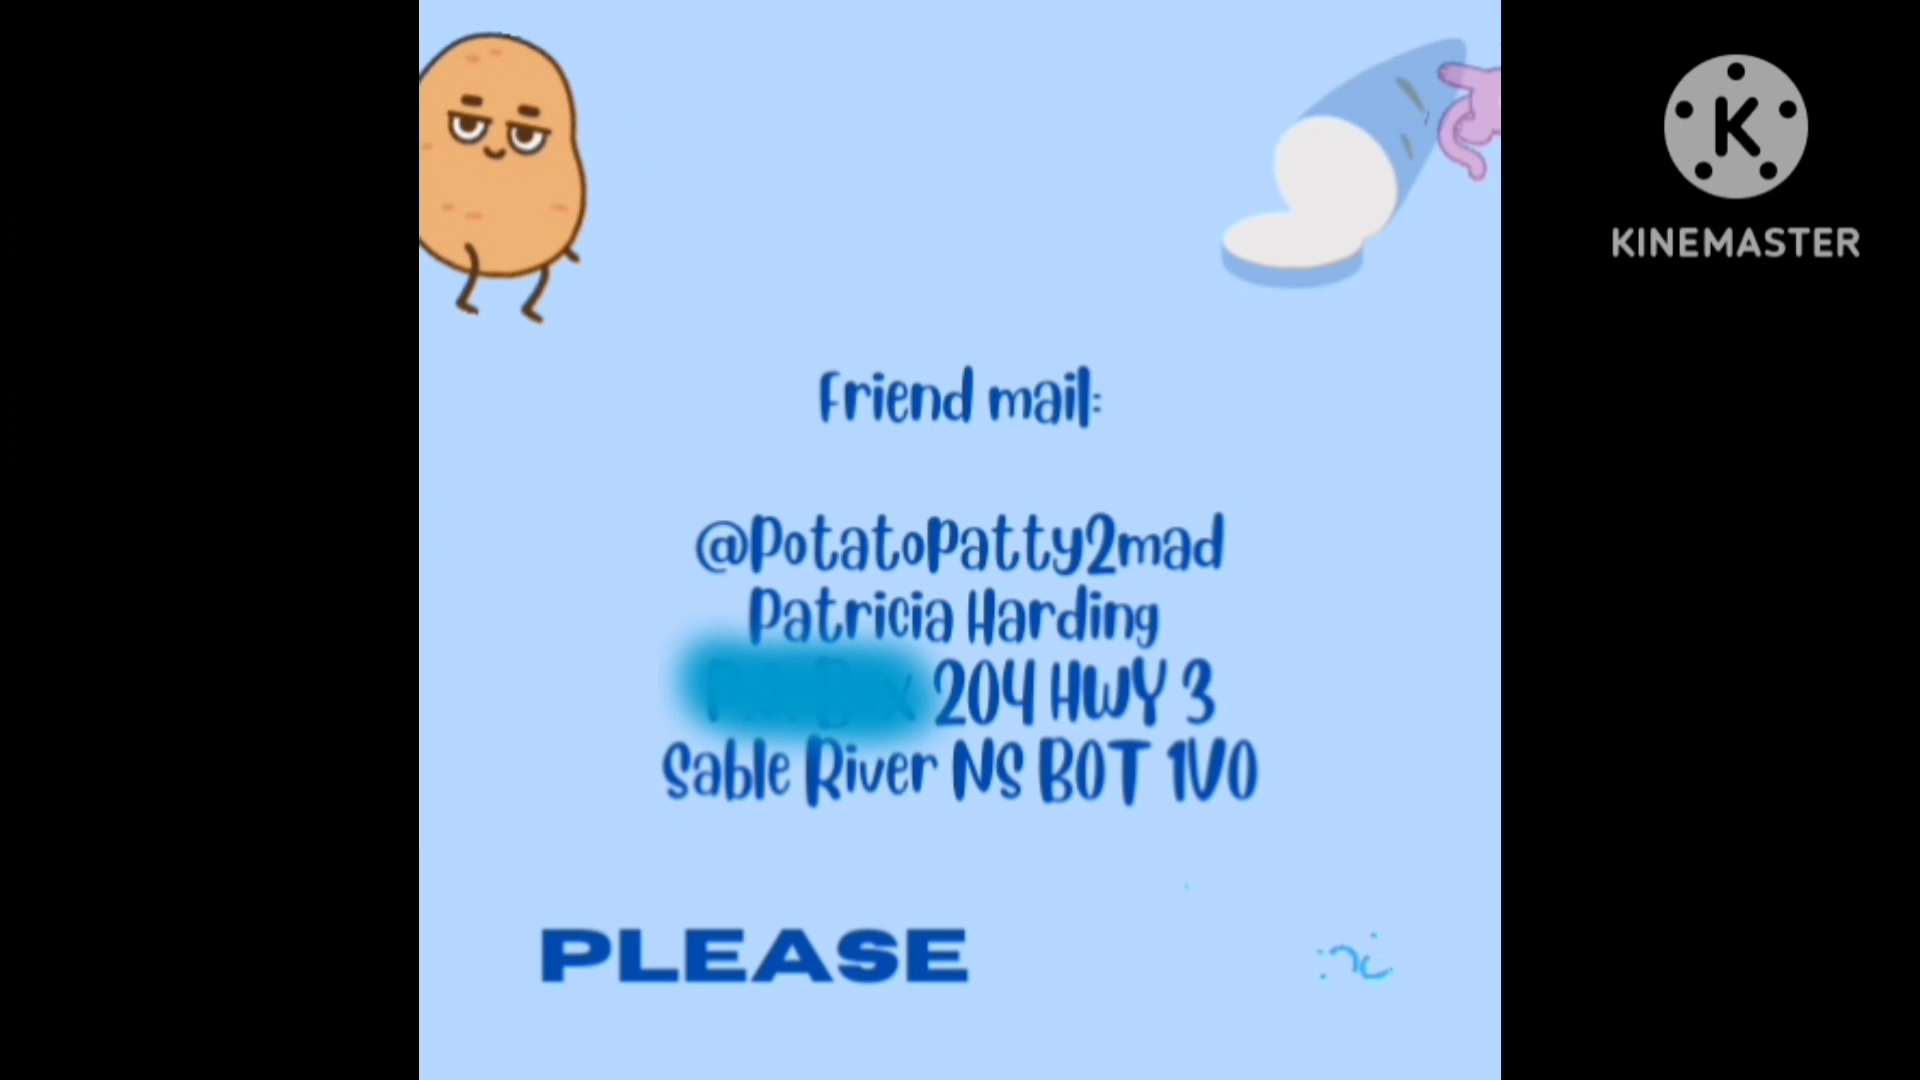 Friend mail:
@PotatoPatty2mad
Patricia Harding
204 HWY 3
Sable River NS B0T 1V0
PLEASE
KINEMASTER